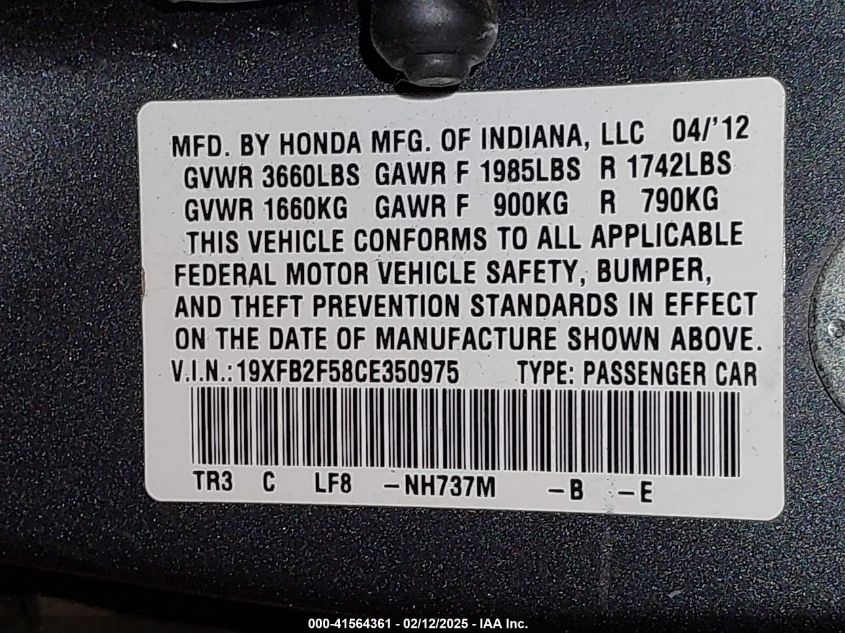 MFD. BY HONDA MFG. OF INDIANA, LLC 04/'12
GVWR 3660LBS GAWR F 1985LBS R 1742LBS
GVWR 1660KG GAWR F 900KG R 790KG
THIS VEHICLE CONFORMS TO ALL APPLICABLE
FEDERAL MOTOR VEHICLE SAFETY, BUMPER,
AND THEFT PREVENTION STANDARDS IN EFFECT
ON THE DATE OF MANUFACTURE SHOWN ABOVE.
V.I.N.:19XFB2F58CE350975 TYPE: PASSENGER CAR
TR3 C LF8 -NH737M -B -E
000-41564361 - 02/12/2025 - IAA Inc.